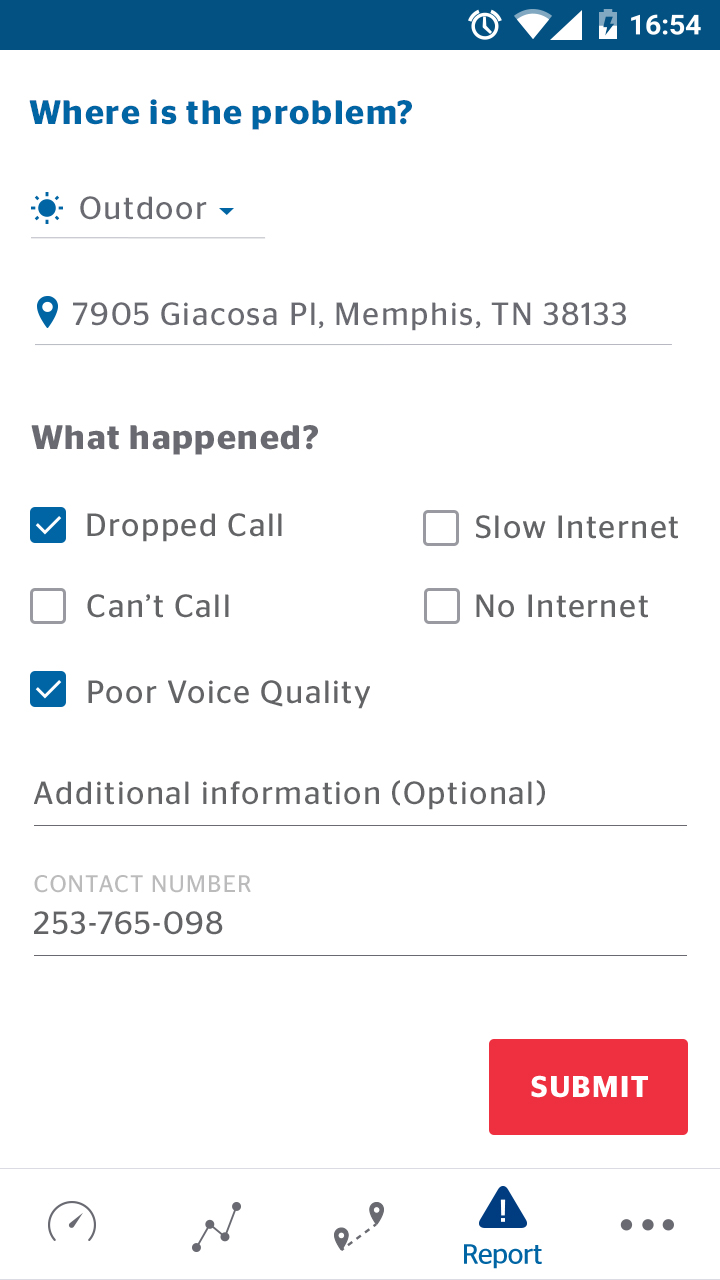 16:54
Where is the problem?
Outdoor
7905 Giacosa Pl, Memphis, TN 38133
What happened?
Dropped Call
Slow Internet
Can’t Call
No Internet
Poor Voice Quality
Additional information (Optional)
CONTACT NUMBER
253-765-098
SUBMIT
Report